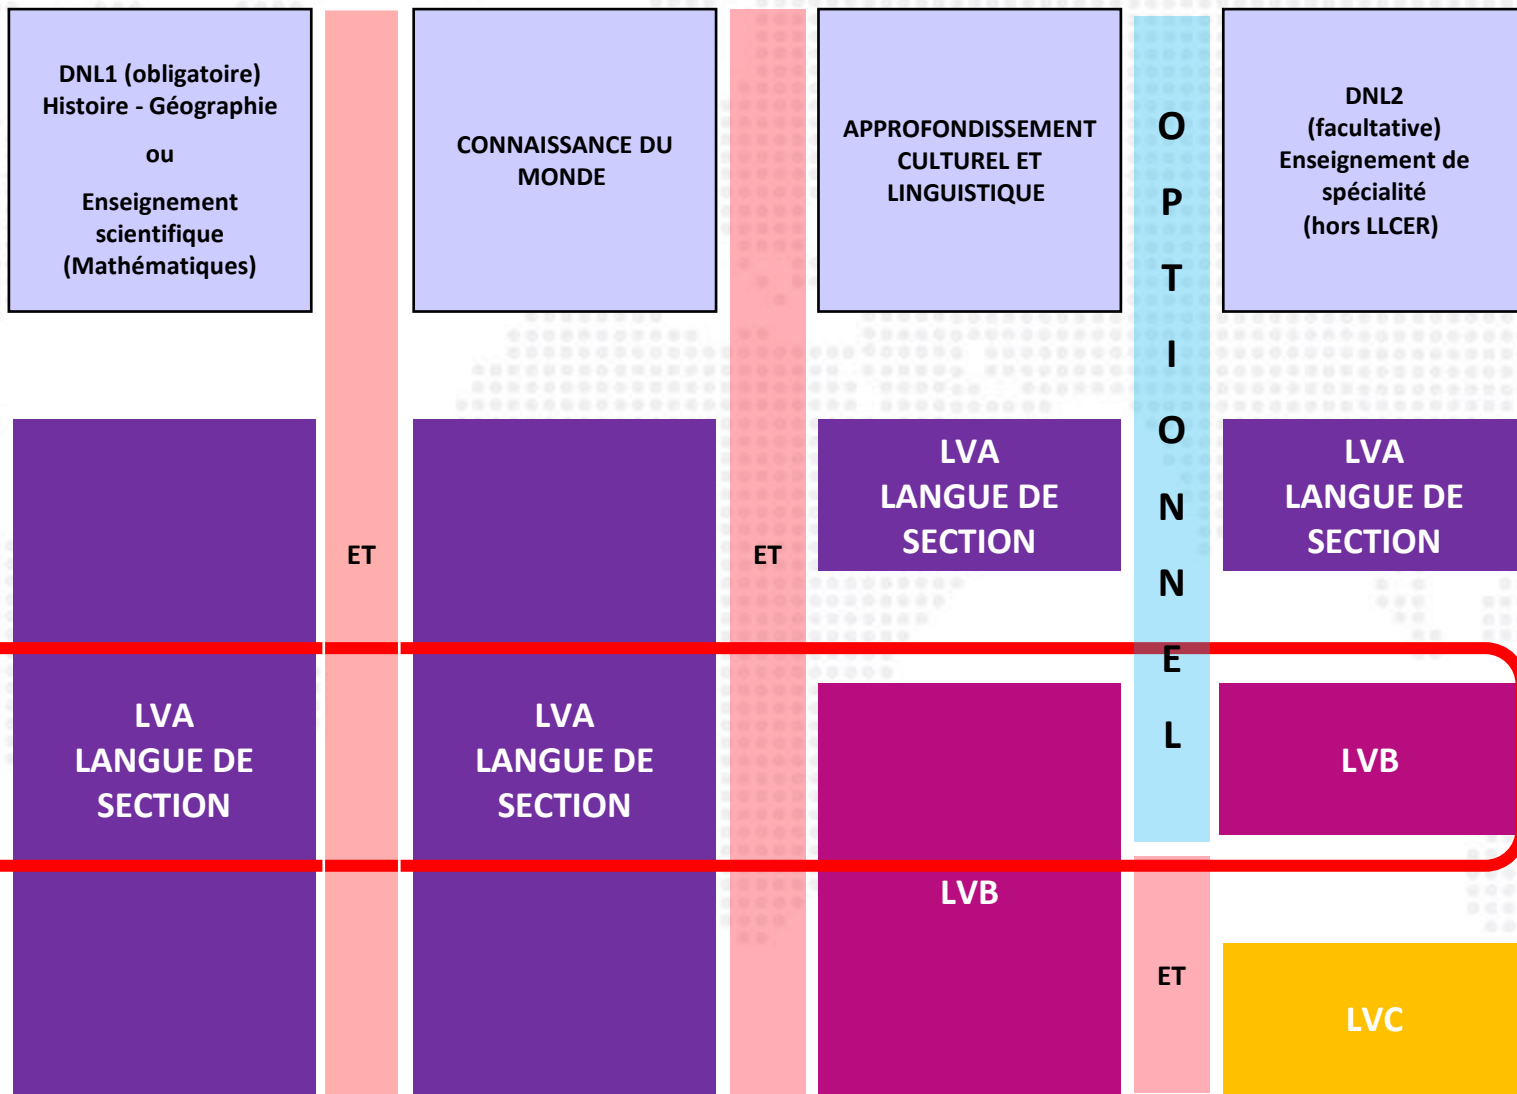 DNL1 (obligatoire)
Histoire - Géographie
ou
Enseignement
scientifique
(Mathématiques)
CONNAISSANCE DU
MONDE
APPROFONDISSEMENT
CULTUREL ET
LINGUISTIQUE
O
P
T
I
O
N
N
E
L
DNL2
(facultative)
Enseignement de
spécialité
(hors LLCER)
ET
ET
LVA
LANGUE DE
SECTION
LVA
LANGUE DE
SECTION
LVA
LANGUE DE
SECTION
LVA
LANGUE DE
SECTION
LVB
LVB
ET
LVC